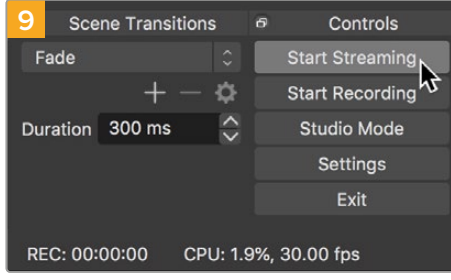 9
Scene Transitions
Fade
Duration 300 ms
Controls
Start Streaming
Start Recording
Studio Mode
Settings
Exit
REC: 00:00:00 CPU: 1.9%, 30.00 fps